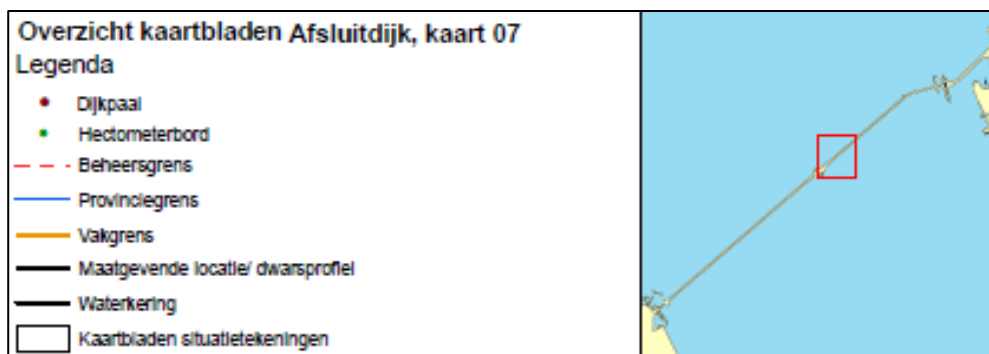 Overzicht kaartbladen Afsluitdijk, kaart 07
Legenda
Dijkpaal
Hectometerbord
Beheersgrens
Provinciegrens
Vakgrens
Maatgevende locatie/ dwarsprofiel
Waterkering
Kaartbladen situatietekeningen